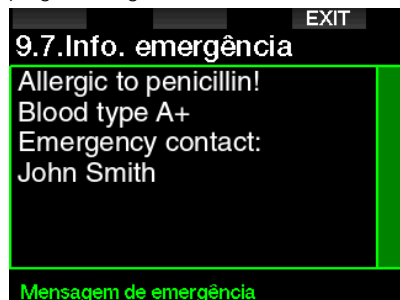 EXIT
9.7.Info. emergência
Allergic to penicillin!
Blood type A+
Emergency contact:
John Smith
Mensagem de emergência